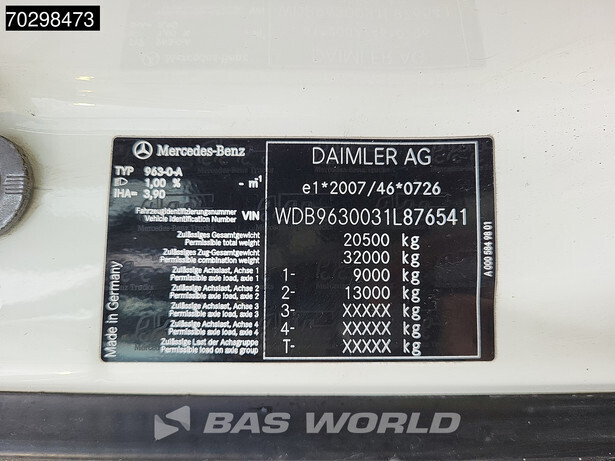 70298473
Mercedes-Benz
DAIMLER AG
TYP 963-0-A
1,00 % - m⁻¹
IHA= 3,90
e1*2007/46*0726
Fahrzeugidentifizierungsnummer
Vehicle Identification Number VIN WDB9630031L876541
Zulässiges Gesamtgewicht
Permissible total weight 20500 kg
Zulässiges Zug-Gesamtgewicht
Permissible combination weight 32000 kg
Zulässige Achslast, Achse 1
Permissible axle load, axle 1 1- 9000 kg
Zulässige Achslast, Achse 2
Permissible axle load, axle 2 2- 13000 kg
Zulässige Achslast, Achse 3
Permissible axle load, axle 3 3- XXXXX kg
Zulässige Achslast, Achse 4
Permissible axle load, axle 4 4- XXXXX kg
Zulässige Last der Achsgruppe
Permissible load on axle group T- XXXXX kg
Made in Germany
A 000 584 98 01
BAS WORLD